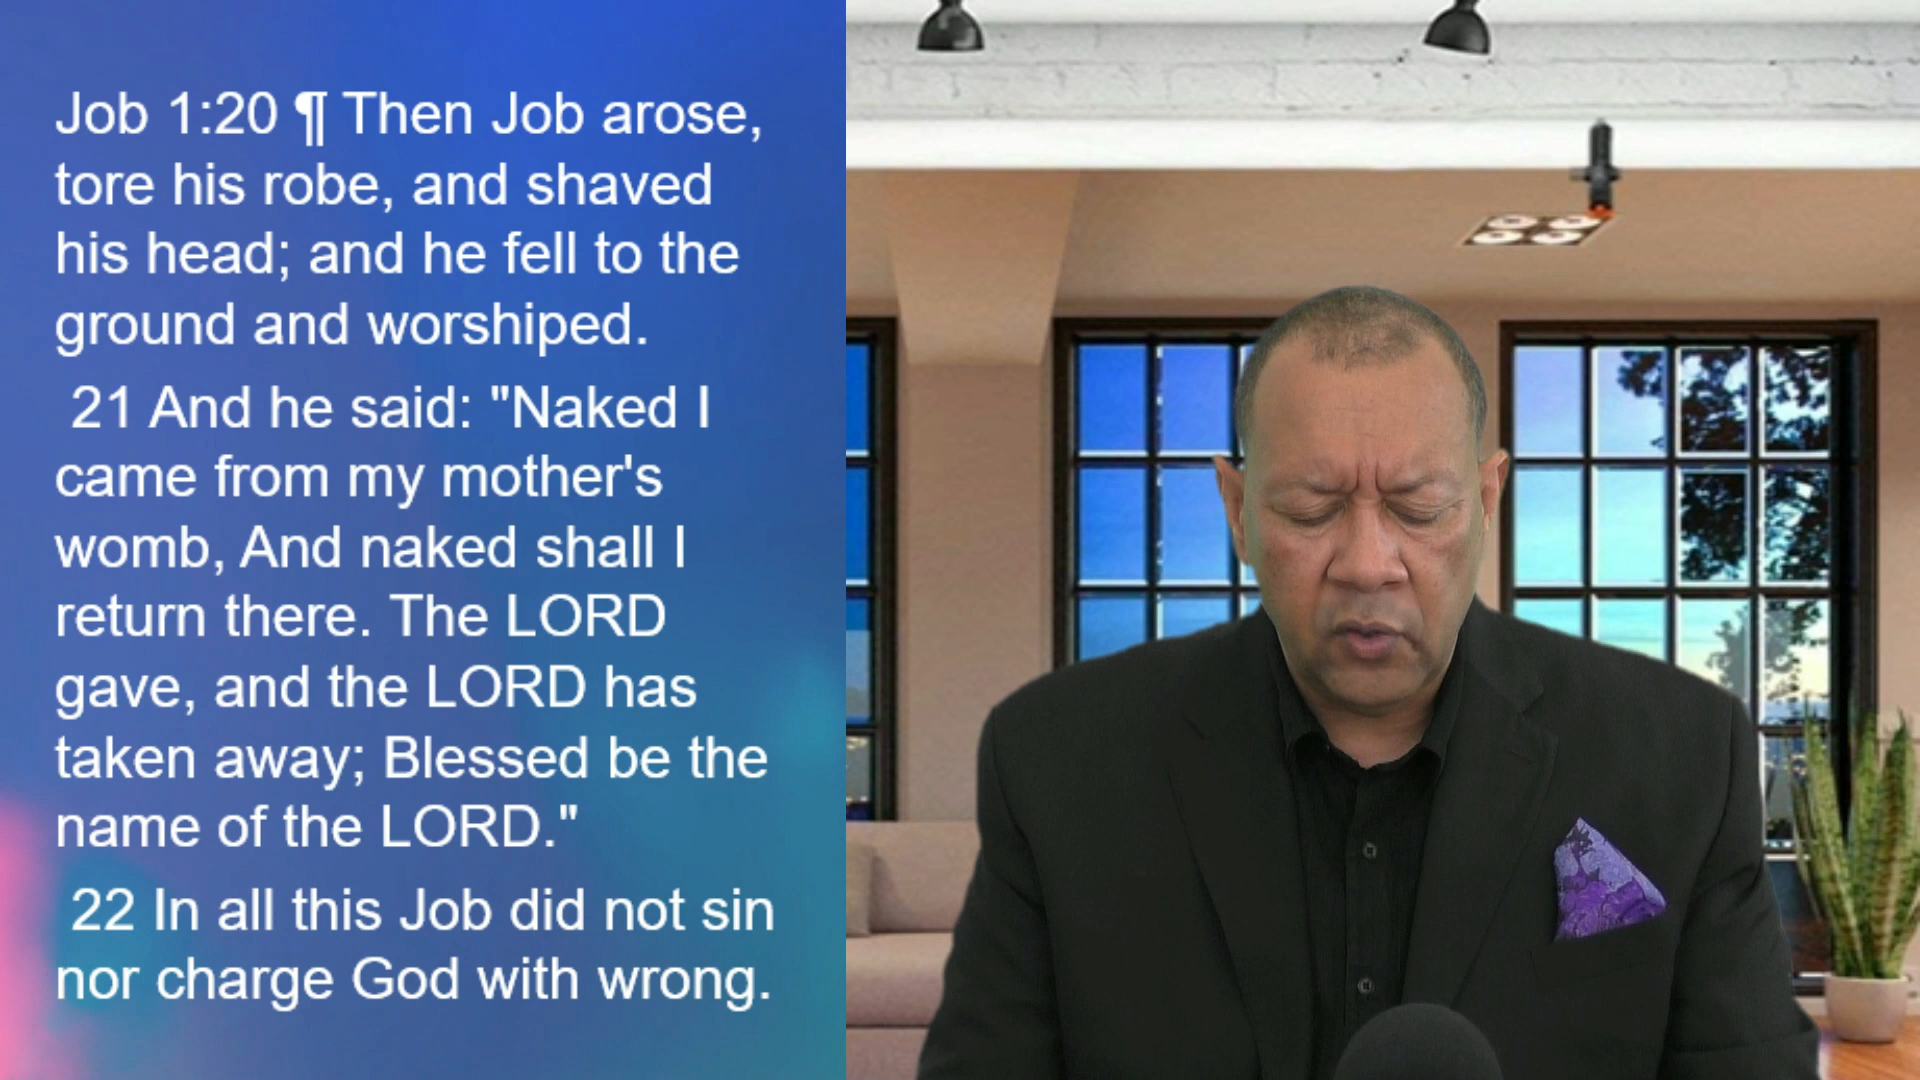 Job 1:20 ¶ Then Job arose,
tore his robe, and shaved
his head; and he fell to the
ground and worshiped.
21 And he said: "Naked I
came from my mother's
womb, And naked shall I
return there. The LORD
gave, and the LORD has
taken away; Blessed be the
name of the LORD."
22 In all this Job did not sin
nor charge God with wrong.